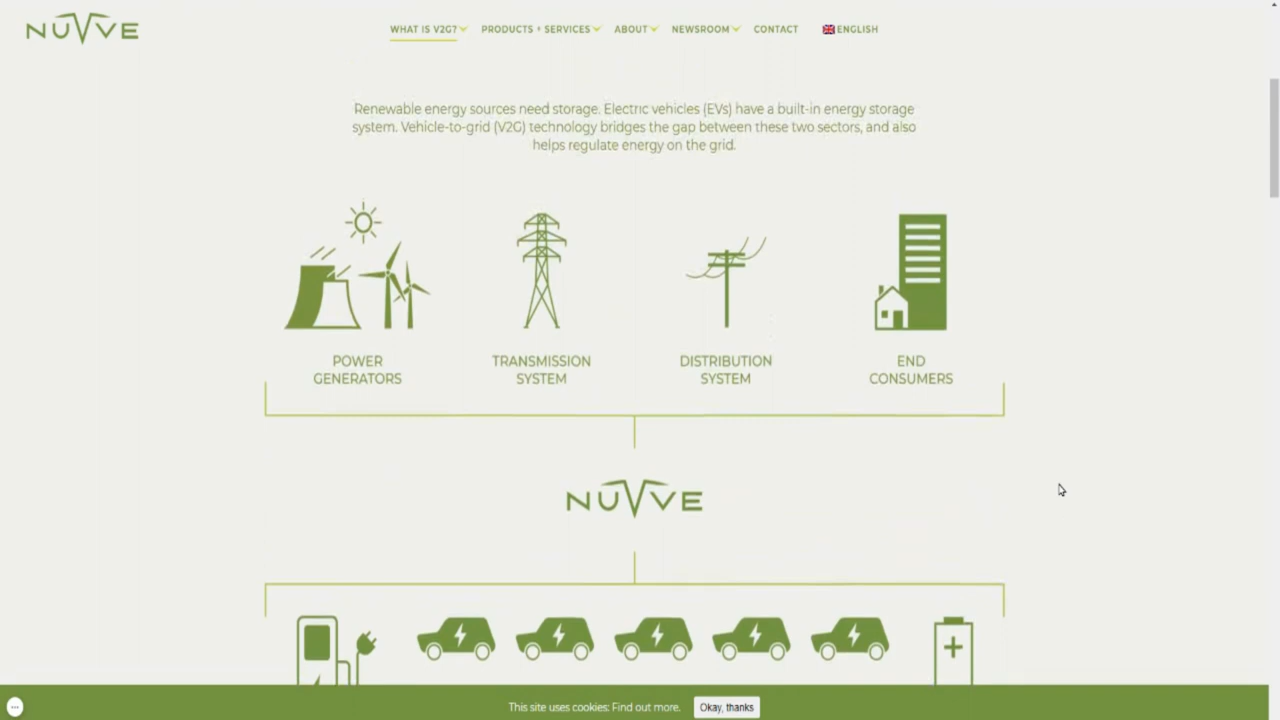 NUVVE
WHAT IS V2G? PRODUCTS + SERVICES ABOUT NEWSROOM CONTACT ENGLISH
Renewable energy sources need storage. Electric vehicles (EVs) have a built-in energy storage
system. Vehicle-to-grid (V2G) technology bridges the gap between these two sectors, and also
helps regulate energy on the grid.
POWER
GENERATORS
TRANSMISSION
SYSTEM
DISTRIBUTION
SYSTEM
END
CONSUMERS
NUVVE
This site uses cookies: Find out more. Okay, thanks